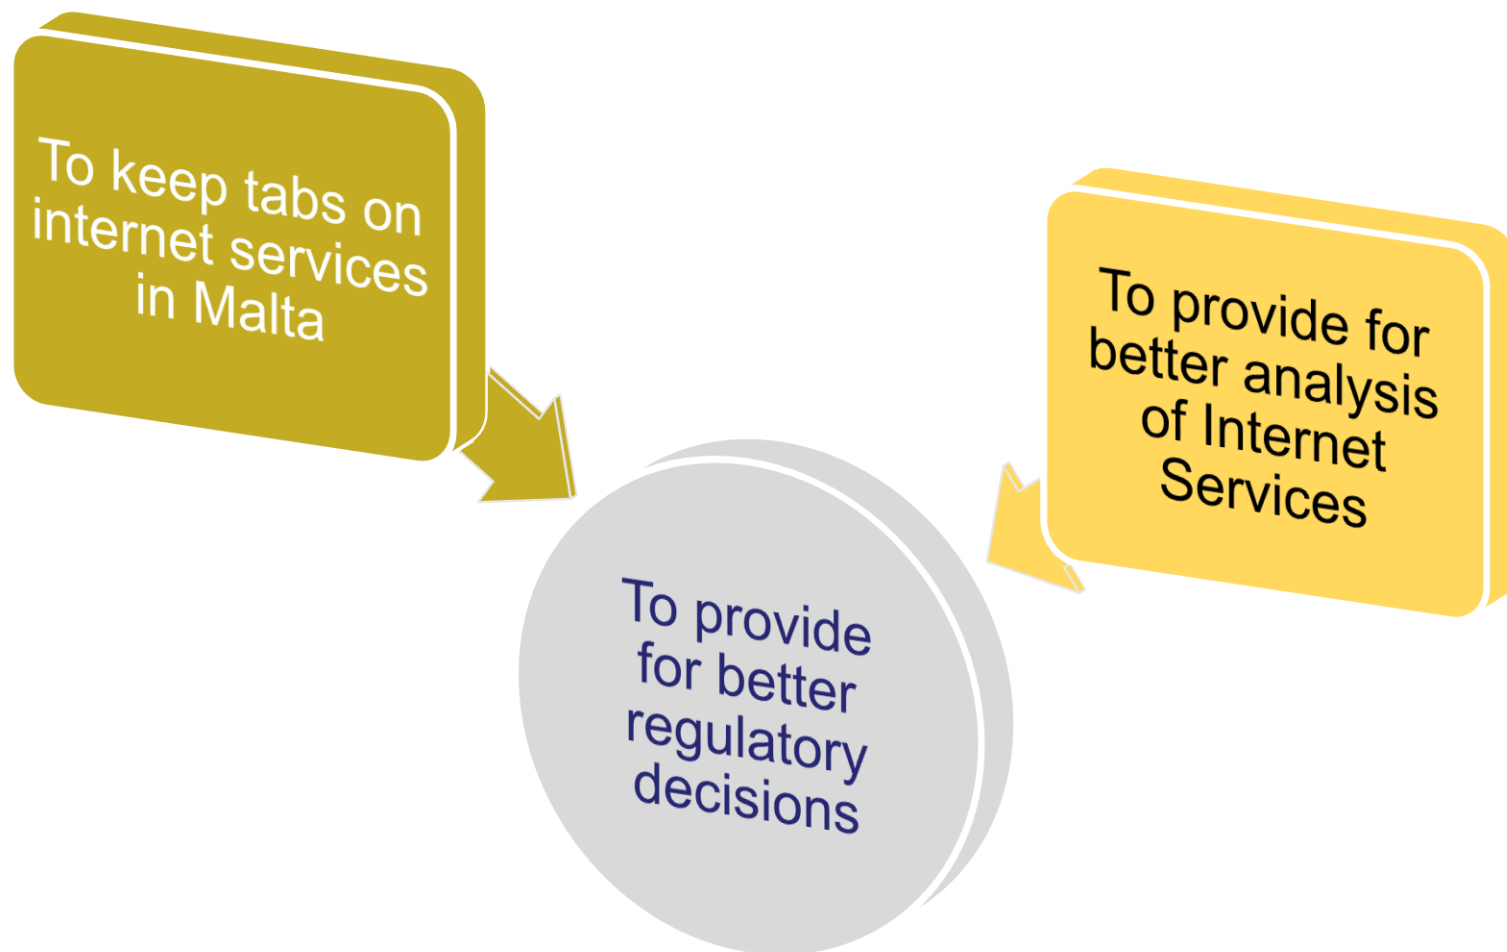 To keep tabs on
internet services
in Malta
To provide for
better analysis
of Internet
Services
To provide
for better
regulatory
decisions